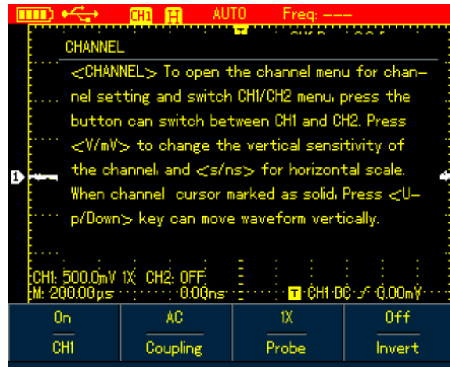 CH1 H AUTO Freq: ---
CHANNEL
<CHANNEL> To open the channel menu for chan-
nel setting and switch CH1/CH2 menu, press the
button can switch between CH1 and CH2. Press
<V/mV> to change the vertical sensitivity of
the channel, and <s/ns> for horizontal scale.
When channel cursor marked as solid, Press <U-
p/Down> key can move waveform vertically.
1
CH1: 500.0mV 1X CH2: OFF
M: 200.00μs 0.00ns T CH1 DC 0.00mV
On AC 1X Off
CH1 Coupling Probe Invert